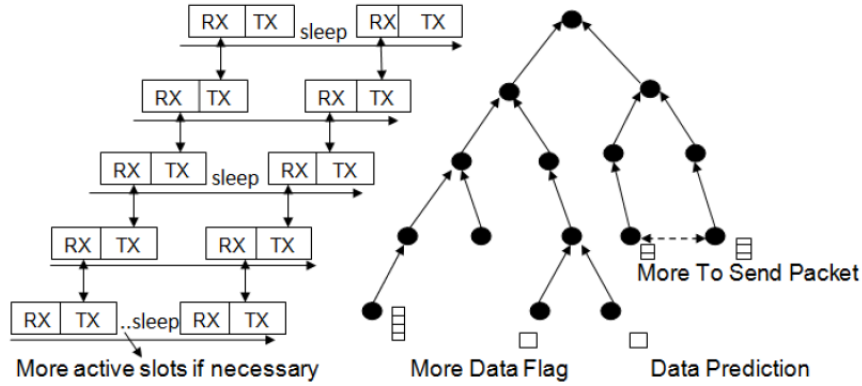 RX TX sleep RX TX
RX TX RX TX
RX TX sleep RX TX
RX TX RX TX
RX TX ..sleep RX TX
More active slots if necessary
More To Send Packet
More Data Flag
Data Prediction